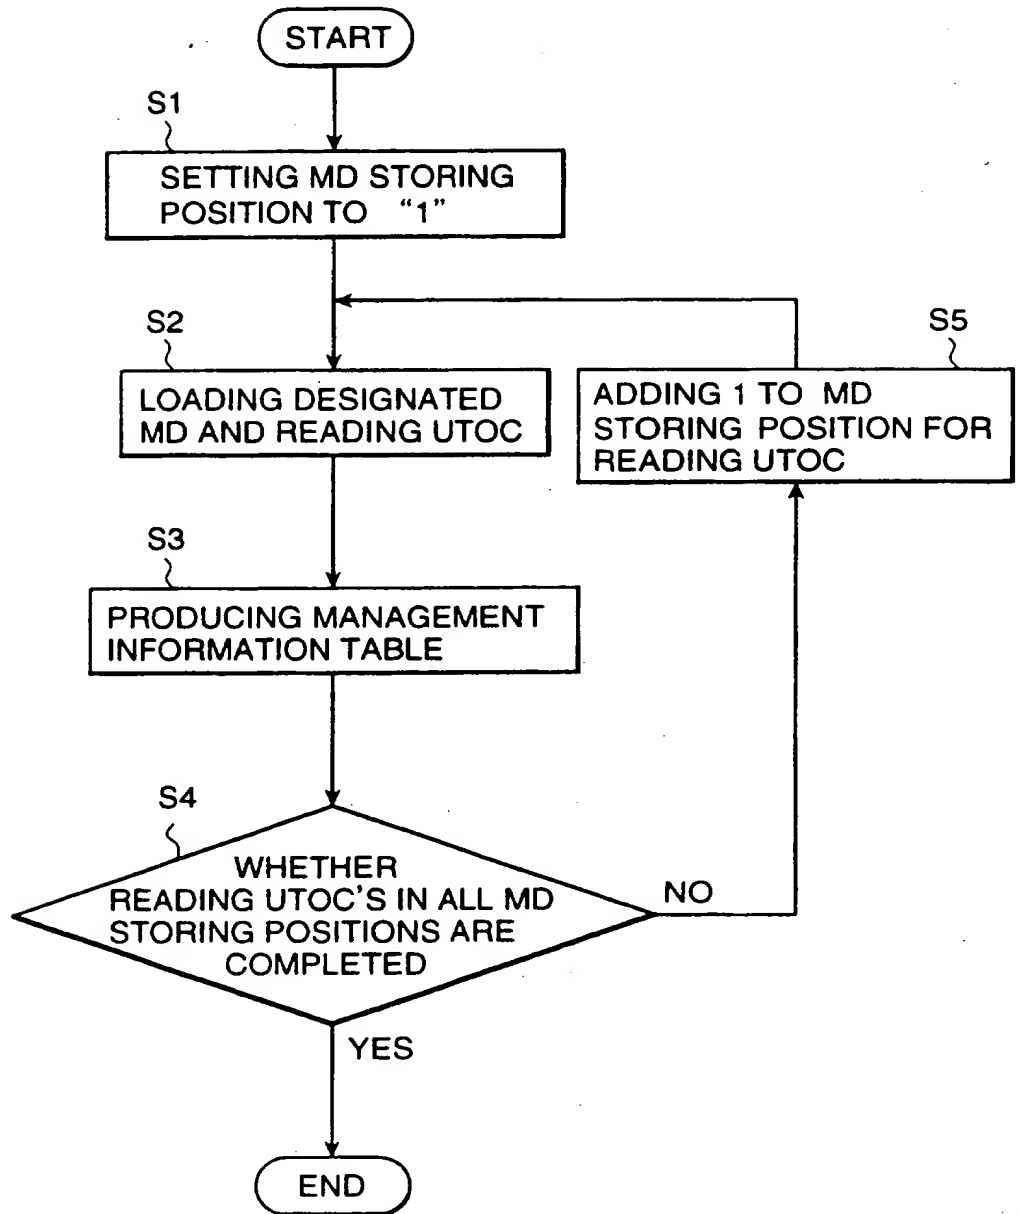 START
S1
SETTING MD STORING
POSITION TO "1"
S2
LOADING DESIGNATED
MD AND READING UTOC
S5
ADDING 1 TO MD
STORING POSITION FOR
READING UTOC
S3
PRODUCING MANAGEMENT
INFORMATION TABLE
S4
WHETHER
READING UTOC'S IN ALL MD
STORING POSITIONS ARE
COMPLETED
NO
YES
END